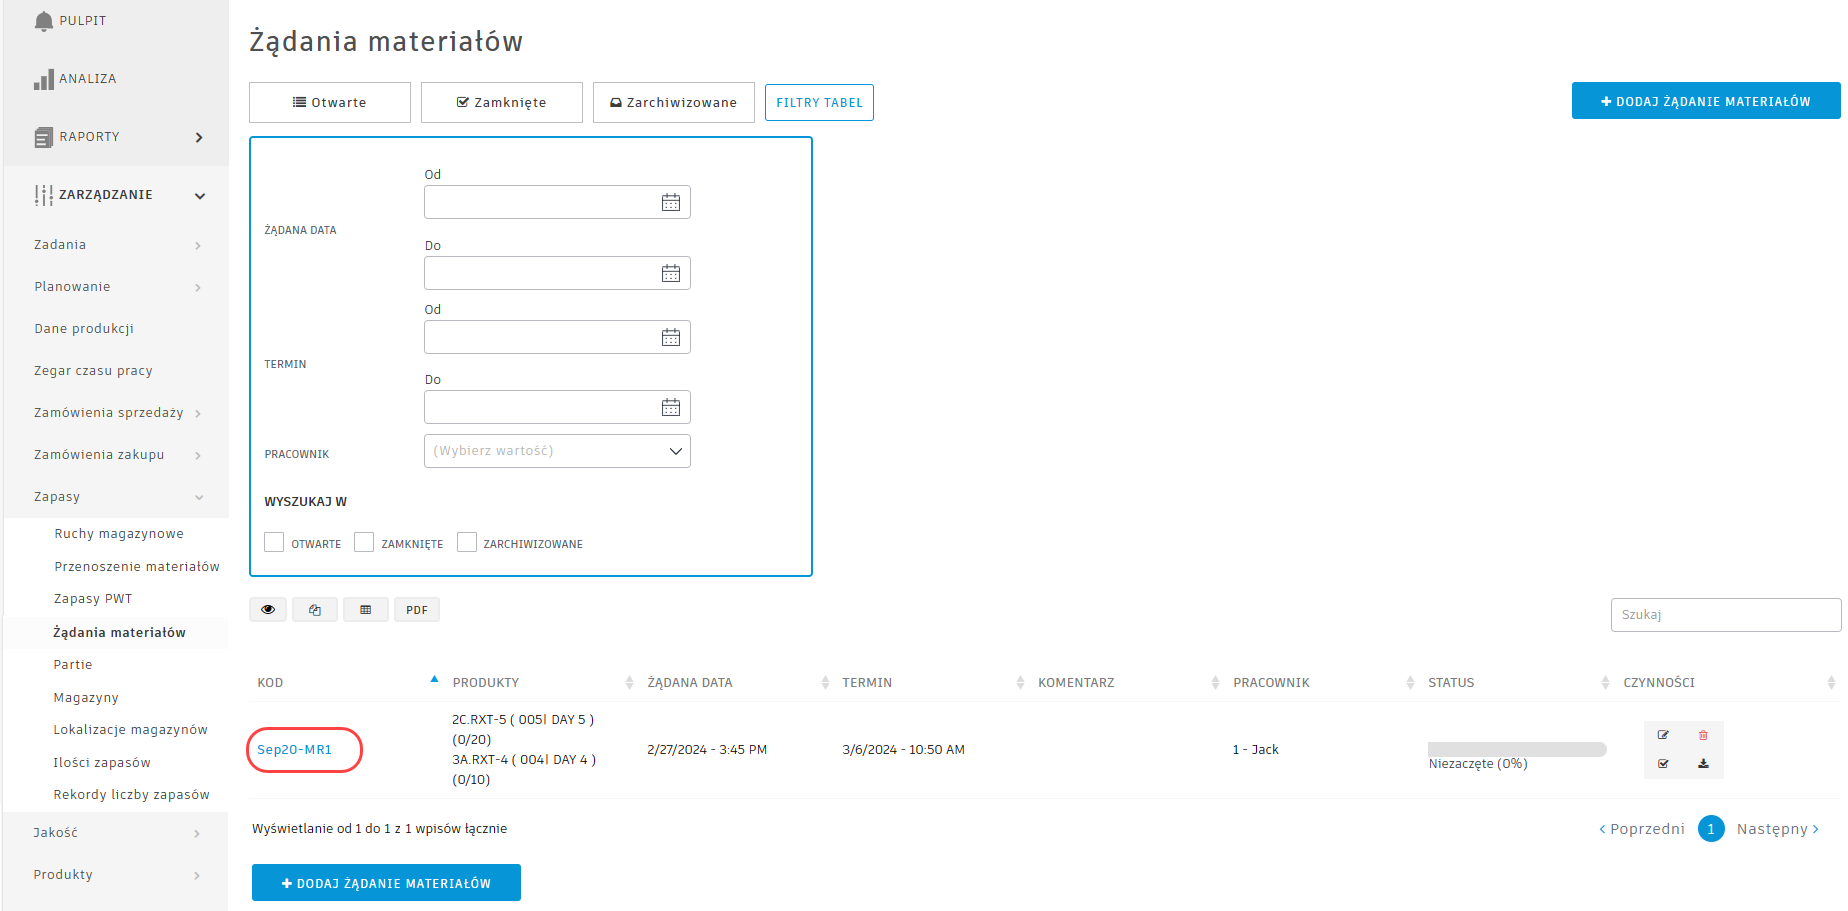 PULPIT
ANALIZA
RAPORTY
ZARZĄDZANIE
Zadania
Planowanie
Dane produkcji
Zegar czasu pracy
Zamówienia sprzedaży
Zamówienia zakupu
Zapasy
Ruchy magazynowe
Przenoszenie materiałów
Zapasy PWT
Żądania materiałów
Partie
Magazyny
Lokalizacje magazynów
Ilości zapasów
Rekordy liczby zapasów
Jakość
Produkty
Żądania materiałów
Otwarte Zamknięte Zarchiwizowane FILTRY TABEL
+ DODAJ ŻĄDANIE MATERIAŁÓW
Od
ŻĄDANA DATA
Do
Od
TERMIN
Do
PRACOWNIK (Wybierz wartość)
WYSZUKAJ W
OTWARTE ZAMKNIĘTE ZARCHIWIZOWANE
PDF
Szukaj
KOD PRODUKTY ŻĄDANA DATA TERMIN KOMENTARZ PRACOWNIK STATUS CZYNNOŚCI
2C.RXT-5 ( 005| DAY 5 )
(0/20)
3A.RXT-4 ( 004| DAY 4 )
(0/10)
Sep20-MR1 2/27/2024 - 3:45 PM 3/6/2024 - 10:50 AM 1 - Jack
Niezaczęte (0%)
Wyświetlanie od 1 do 1 z 1 wpisów łącznie
< Poprzedni 1 Następny >
+ DODAJ ŻĄDANIE MATERIAŁÓW